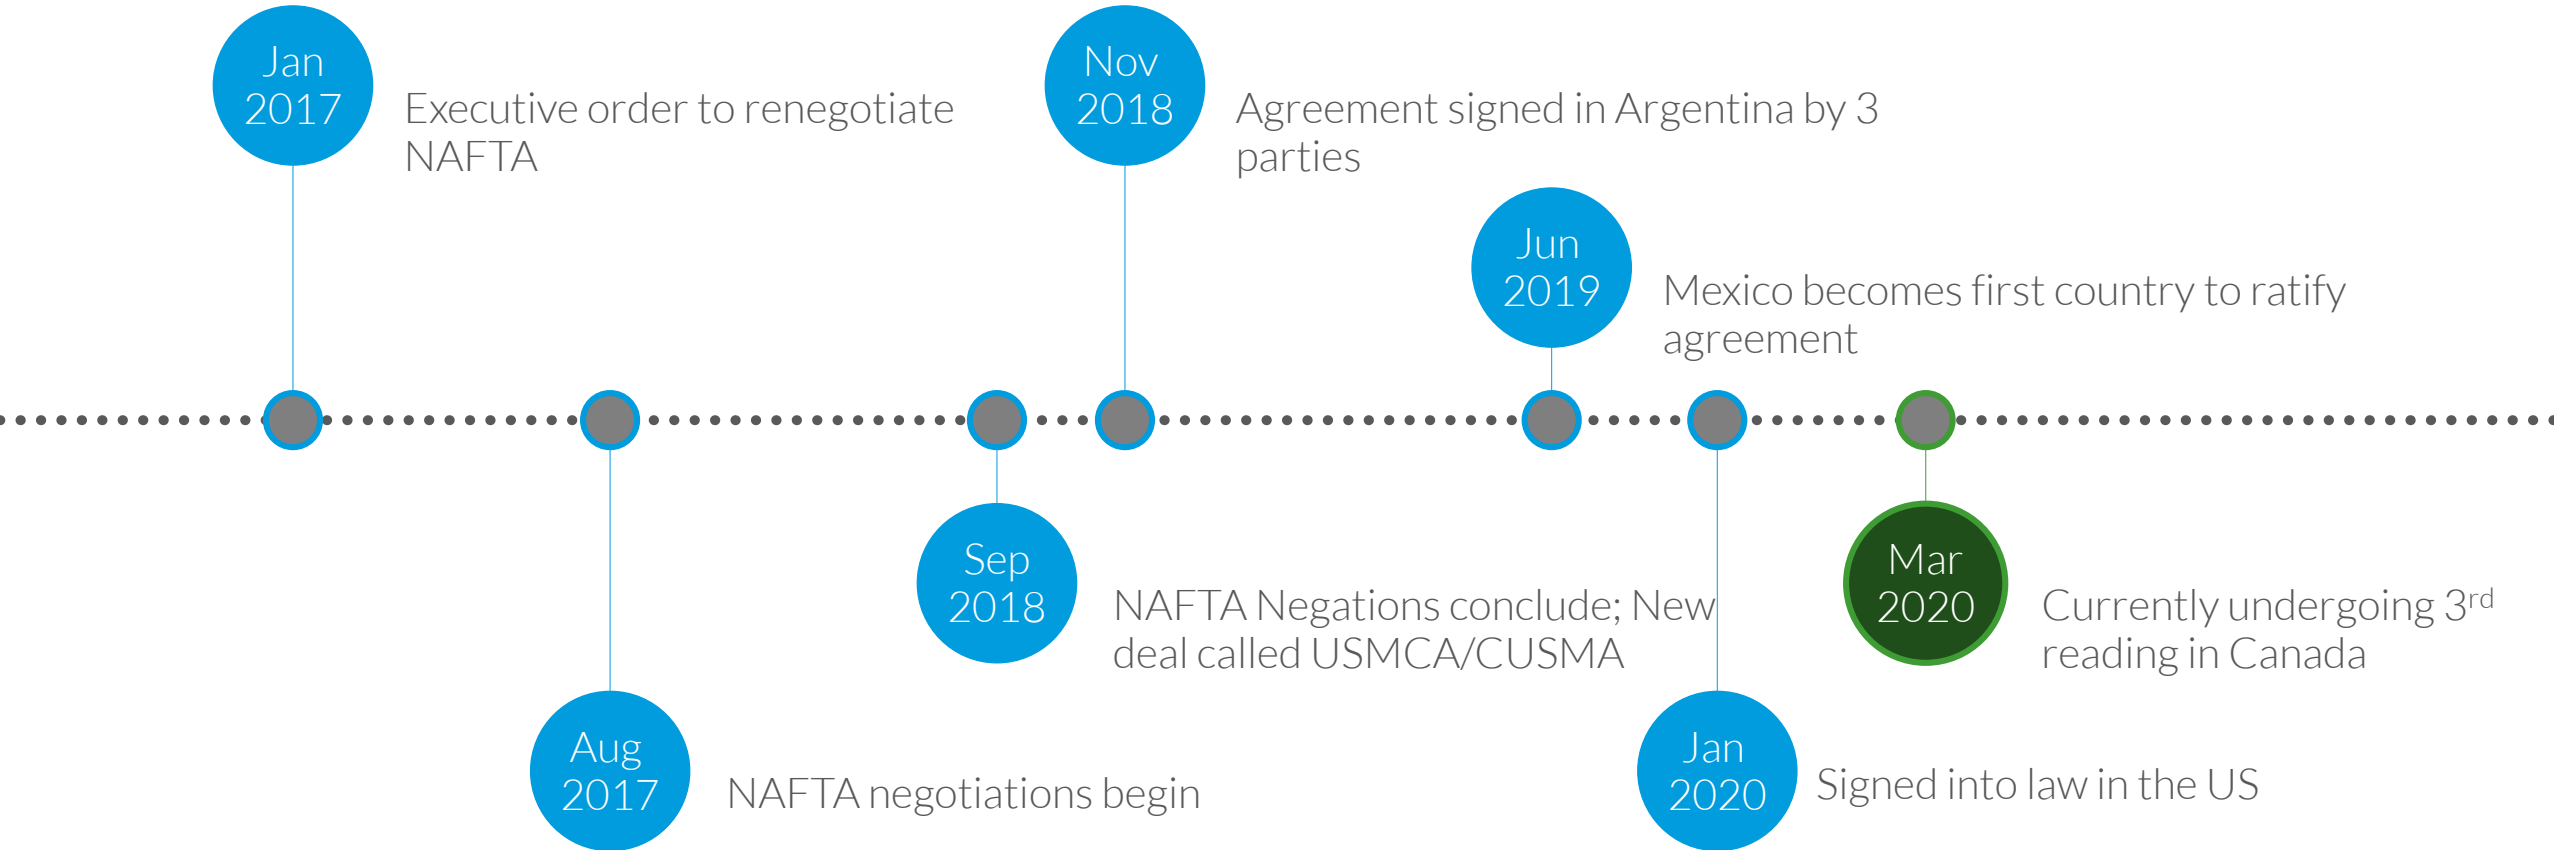 Jan
2017
Executive order to renegotiate
NAFTA
Nov
2018
Agreement signed in Argentina by 3
parties
Jun
2019
Mexico becomes first country to ratify
agreement
Sep
2018
NAFTA Negations conclude; New
deal called USMCA/CUSMA
Mar
2020
Currently undergoing 3rd
reading in Canada
Aug
2017
NAFTA negotiations begin
Jan
2020
Signed into law in the US